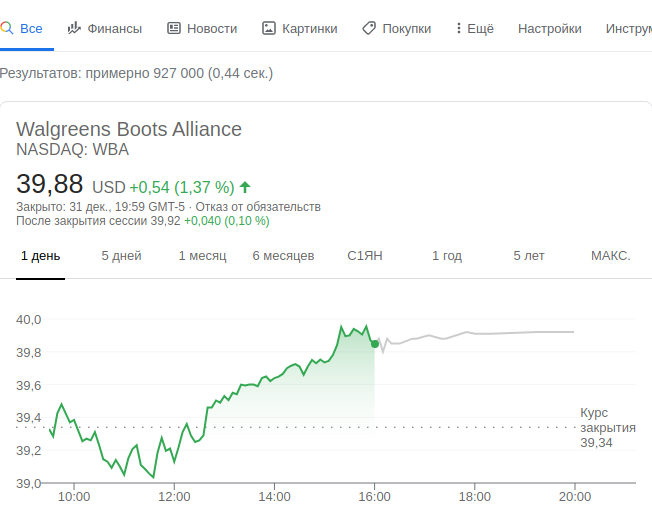 Все Финансы Новости Картинки Покупки Ещё Настройки Инструм
Результатов: примерно 927 000 (0,44 сек.)
Walgreens Boots Alliance
NASDAQ: WBA
39,88 USD +0,54 (1,37 %)
Закрыто: 31 дек., 19:59 GMT-5 · Отказ от обязательств
После закрытия сессии 39,92 +0,040 (0,10 %)
1 день 5 дней 1 месяц 6 месяцев С1ЯН 1 год 5 лет МАКС.
40,0
39,8
39,6
39,4
39,2
39,0
Курс
закрытия
39,34
10:00 12:00 14:00 16:00 18:00 20:00